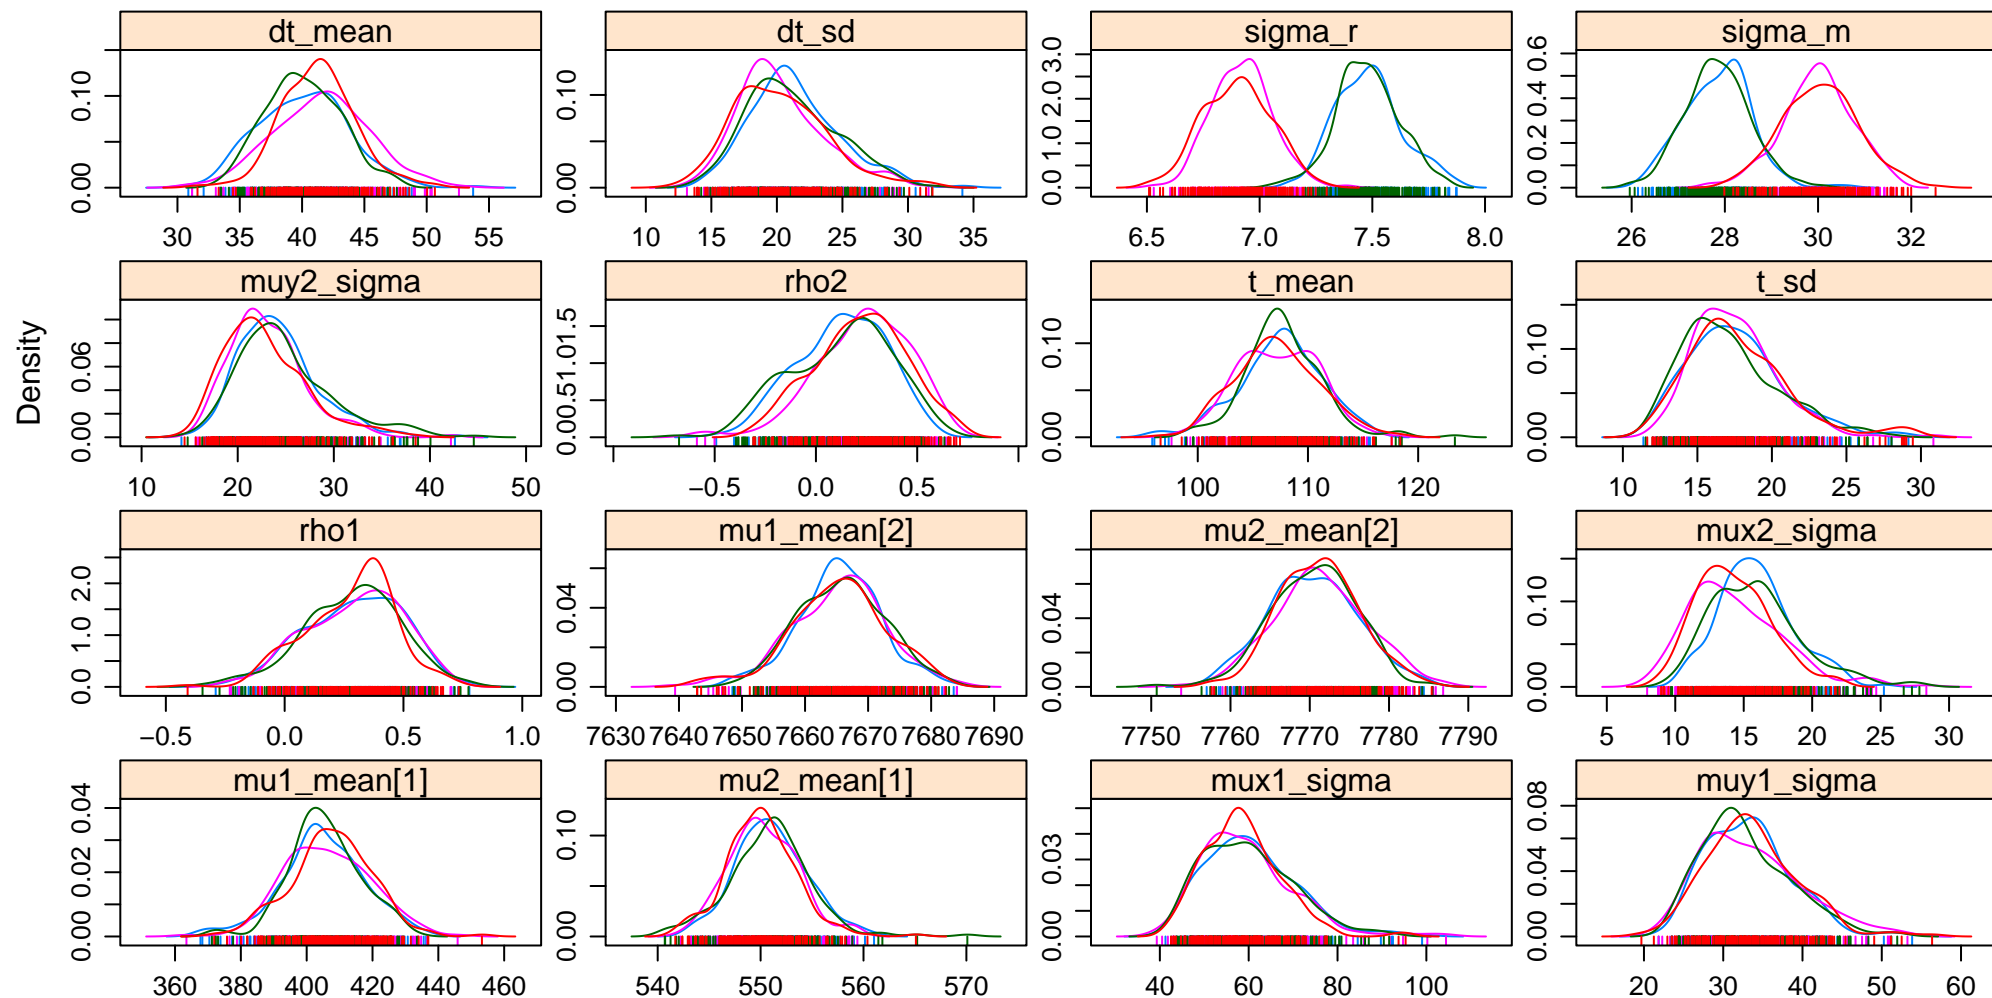 dt_mean dt_sd sigma_r sigma_m
0.00 0.10 0.00 0.10 0.0 1.0 2.0 3.0 0.0 0.2 0.4 0.6
30 35 40 45 50 55 10 15 20 25 30 35 6.5 7.0 7.5 8.0 26 28 30 32
muy2_sigma rho2 t_mean t_sd
Density
0.00 0.06 0.0 0.5 1.0 1.5 0.00 0.10 0.00 0.10
10 20 30 40 50 −0.5 0.0 0.5 100 110 120 10 15 20 25 30
rho1 mu1_mean[2] mu2_mean[2] mux2_sigma
0.0 1.0 2.0 0.00 0.04 0.00 0.04 0.00 0.10
−0.5 0.0 0.5 1.0 7630 7640 7650 7660 7670 7680 7690 7750 7760 7770 7780 7790 5 10 15 20 25 30
mu1_mean[1] mu2_mean[1] mux1_sigma muy1_sigma
0.00 0.02 0.04 0.00 0.10 0.00 0.03 0.00 0.04 0.08
360 380 400 420 440 460 540 550 560 570 40 60 80 100 20 30 40 50 60